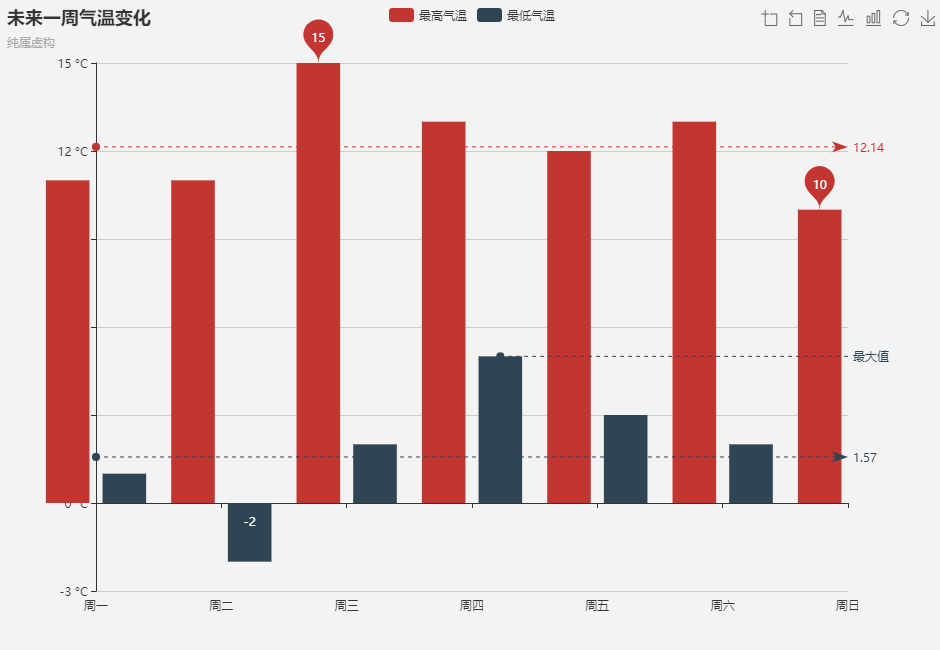 未来一周气温变化
纯属虚构
最高气温
最低气温
15 °C
12 °C
0 °C
-3 °C
15
10
-2
12.14
最大值
1.57
周一
周二
周三
周四
周五
周六
周日